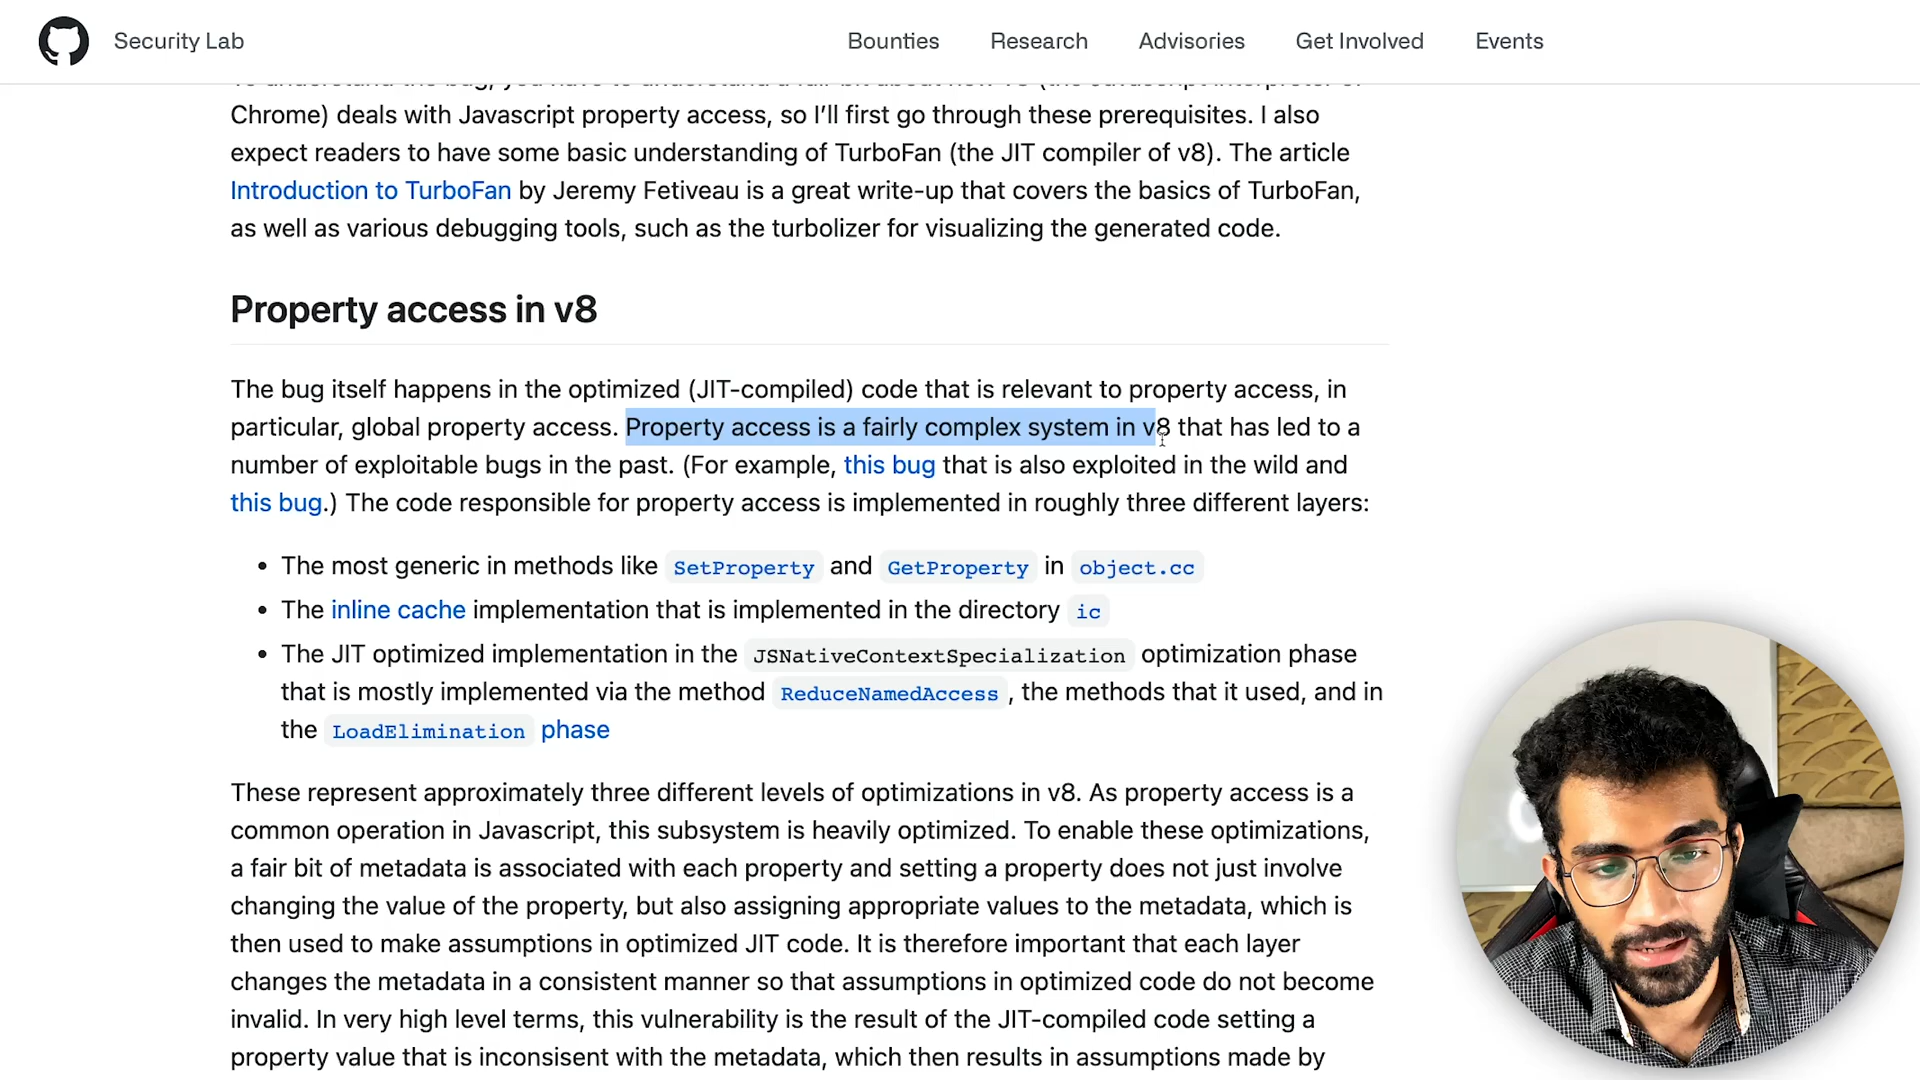 Security Lab
Bounties
Research
Advisories
Get Involved
Events
To understand the bug, you have to understand a fair bit about how v8 (the Javascript interpreter of
Chrome) deals with Javascript property access, so I’ll first go through these prerequisites. I also
expect readers to have some basic understanding of TurboFan (the JIT compiler of v8). The article
Introduction to TurboFan by Jeremy Fetiveau is a great write-up that covers the basics of TurboFan,
as well as various debugging tools, such as the turbolizer for visualizing the generated code.
Property access in v8
The bug itself happens in the optimized (JIT-compiled) code that is relevant to property access, in
particular, global property access. Property access is a fairly complex system in v8 that has led to a
number of exploitable bugs in the past. (For example, this bug that is also exploited in the wild and
this bug.) The code responsible for property access is implemented in roughly three different layers:
• The most generic in methods like SetProperty and GetProperty in object.cc
• The inline cache implementation that is implemented in the directory ic
• The JIT optimized implementation in the JSNativeContextSpecialization optimization phase
that is mostly implemented via the method ReduceNamedAccess , the methods that it used, and in
the LoadElimination phase
These represent approximately three different levels of optimizations in v8. As property access is a
common operation in Javascript, this subsystem is heavily optimized. To enable these optimizations,
a fair bit of metadata is associated with each property and setting a property does not just involve
changing the value of the property, but also assigning appropriate values to the metadata, which is
then used to make assumptions in optimized JIT code. It is therefore important that each layer
changes the metadata in a consistent manner so that assumptions in optimized code do not become
invalid. In very high level terms, this vulnerability is the result of the JIT-compiled code setting a
property value that is inconsisent with the metadata, which then results in assumptions made by